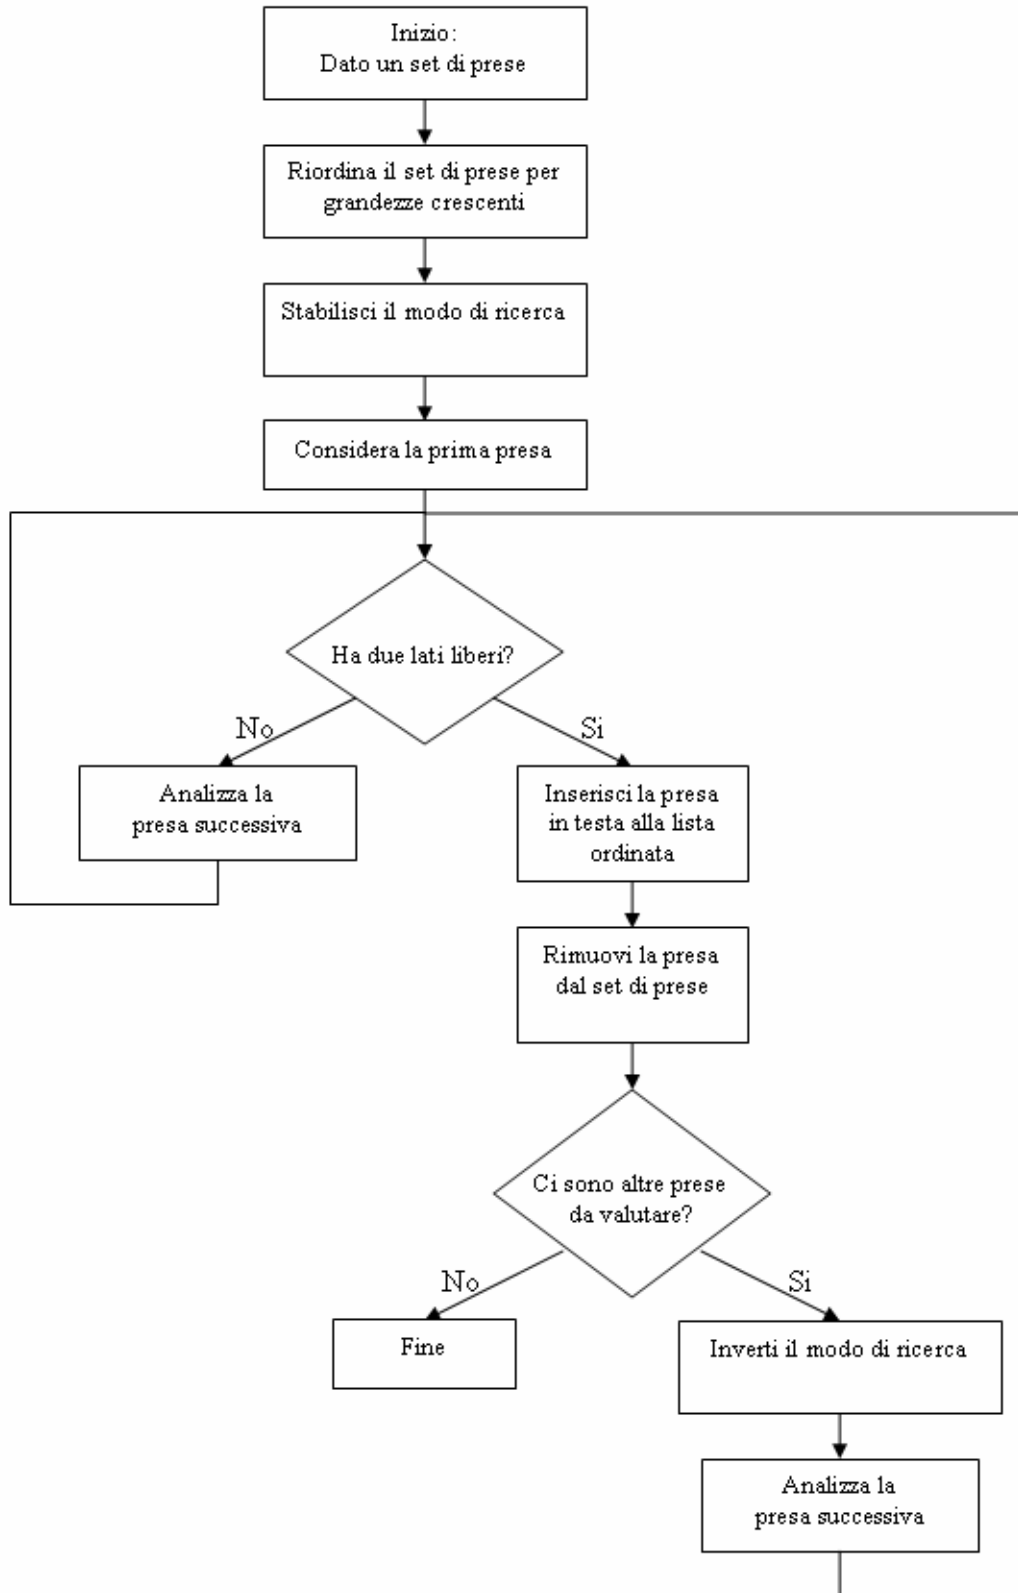 Inizio:
Dato un set di prese
Riordina il set di prese per
grandezze crescenti
Stabilisci il modo di ricerca
Considera la prima presa
Ha due lati liberi?
No
Si
Analizza la
presa successiva
Inserisci la presa
in testa alla lista
ordinata
Rimuovi la presa
dal set di prese
Ci sono altre prese
da valutare?
No
Si
Fine
Inverti il modo di ricerca
Analizza la
presa successiva